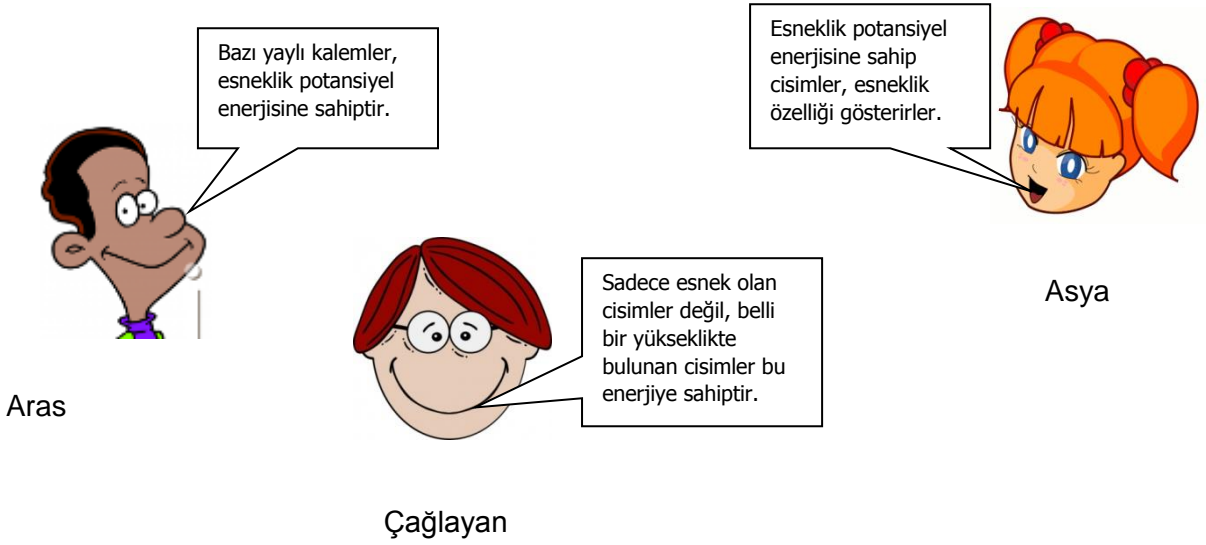 Bazı yaylı kalemler,
esneklik potansiyel
enerjisine sahiptir.
Aras
Sadece esnek olan
cisimler değil, belli
bir yükseklikte
bulunan cisimler bu
enerjiye sahiptir.
Çağlayan
Esneklik potansiyel
enerjisine sahip
cisimler, esneklik
özelliği gösterirler.
Asya